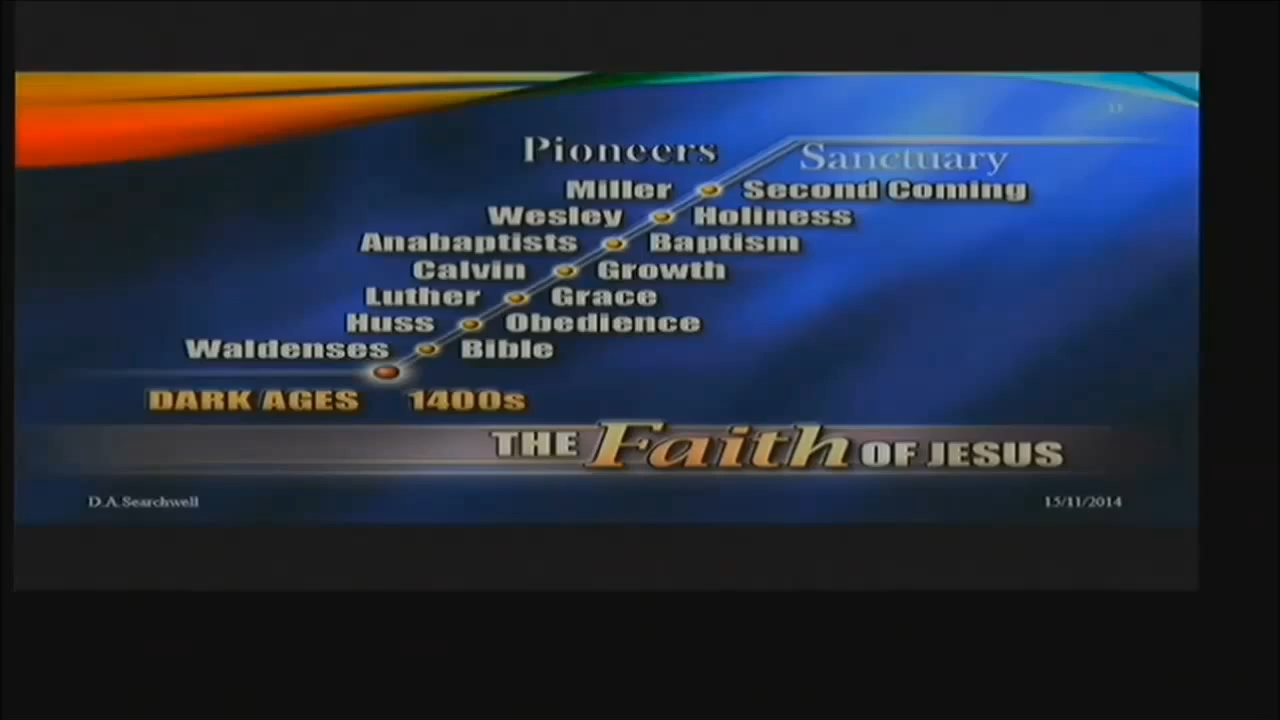 13
Pioneers Sanctuary
Miller Second Coming
Wesley Holiness
Anabaptists Baptism
Calvin Growth
Luther Grace
Huss Obedience
Waldenses Bible
DARK AGES 1400s
THE Faith OF JESUS
D.A.Searchwell 15/11/2014